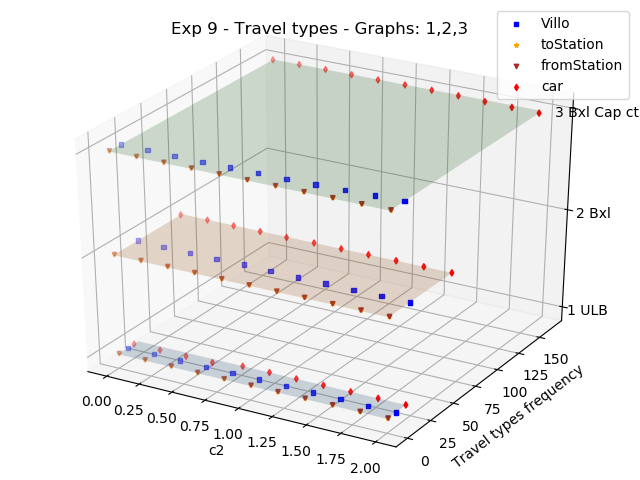 Exp 9 - Travel types - Graphs: 1,2,3
Villo
toStation
fromStation
car
3 Bxl Cap ct
2 Bxl
1 ULB
0.00
0.25
0.50
0.75
1.00
1.25
1.50
1.75
2.00
c2
0
25
50
75
100
125
150
Travel types frequency